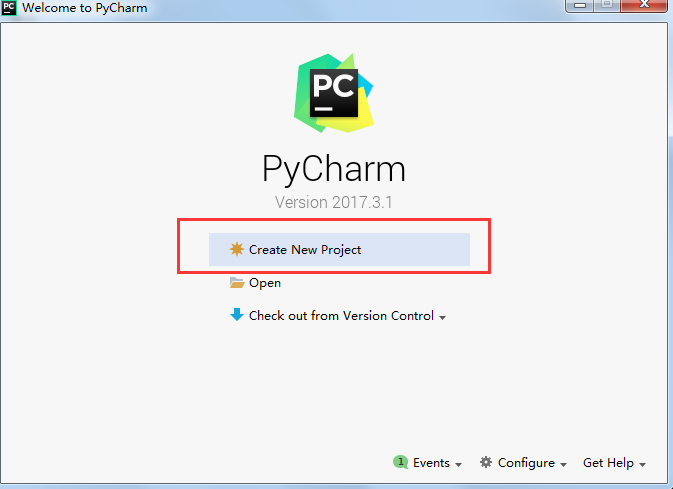 PC Welcome to PyCharm
PC
PyCharm
Version 2017.3.1
Create New Project
Open
Check out from Version Control
1 Events Configure Get Help